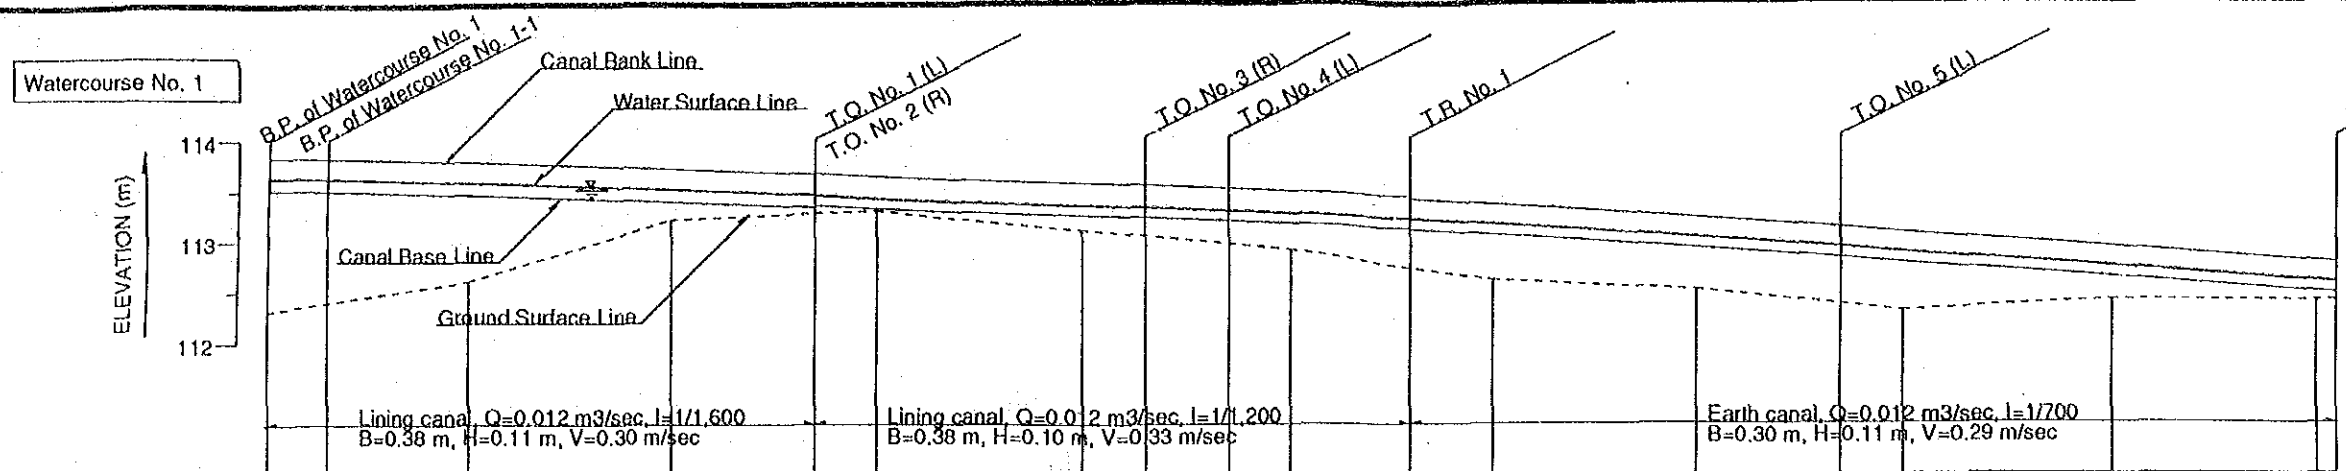 Watercourse No. 1
B.P. of Watercourse No. 1
B.P. of Watercourse No. 1-1
Canal Bank Line
Water Surface Line
T.O. No. 1 (L)
T.O. No. 2 (R)
T.O. No. 3 (R)
T.O. No. 4 (L)
T.R. No. 1
T.O. No. 5 (L)
114
113
112
ELEVATION (m)
Canal Base Line
Ground Surface Line
Lining canal, Q=0.012 m3/sec, I=1/1,600
B=0.38 m, H=0.11 m, V=0.30 m/sec
Lining canal, Q=0.012 m3/sec, I=1/1,200
B=0.38 m, H=0.10 m, V=0.33 m/sec
Earth canal, Q=0.012 m3/sec, I=1/700
B=0.30 m, H=0.11 m, V=0.29 m/sec